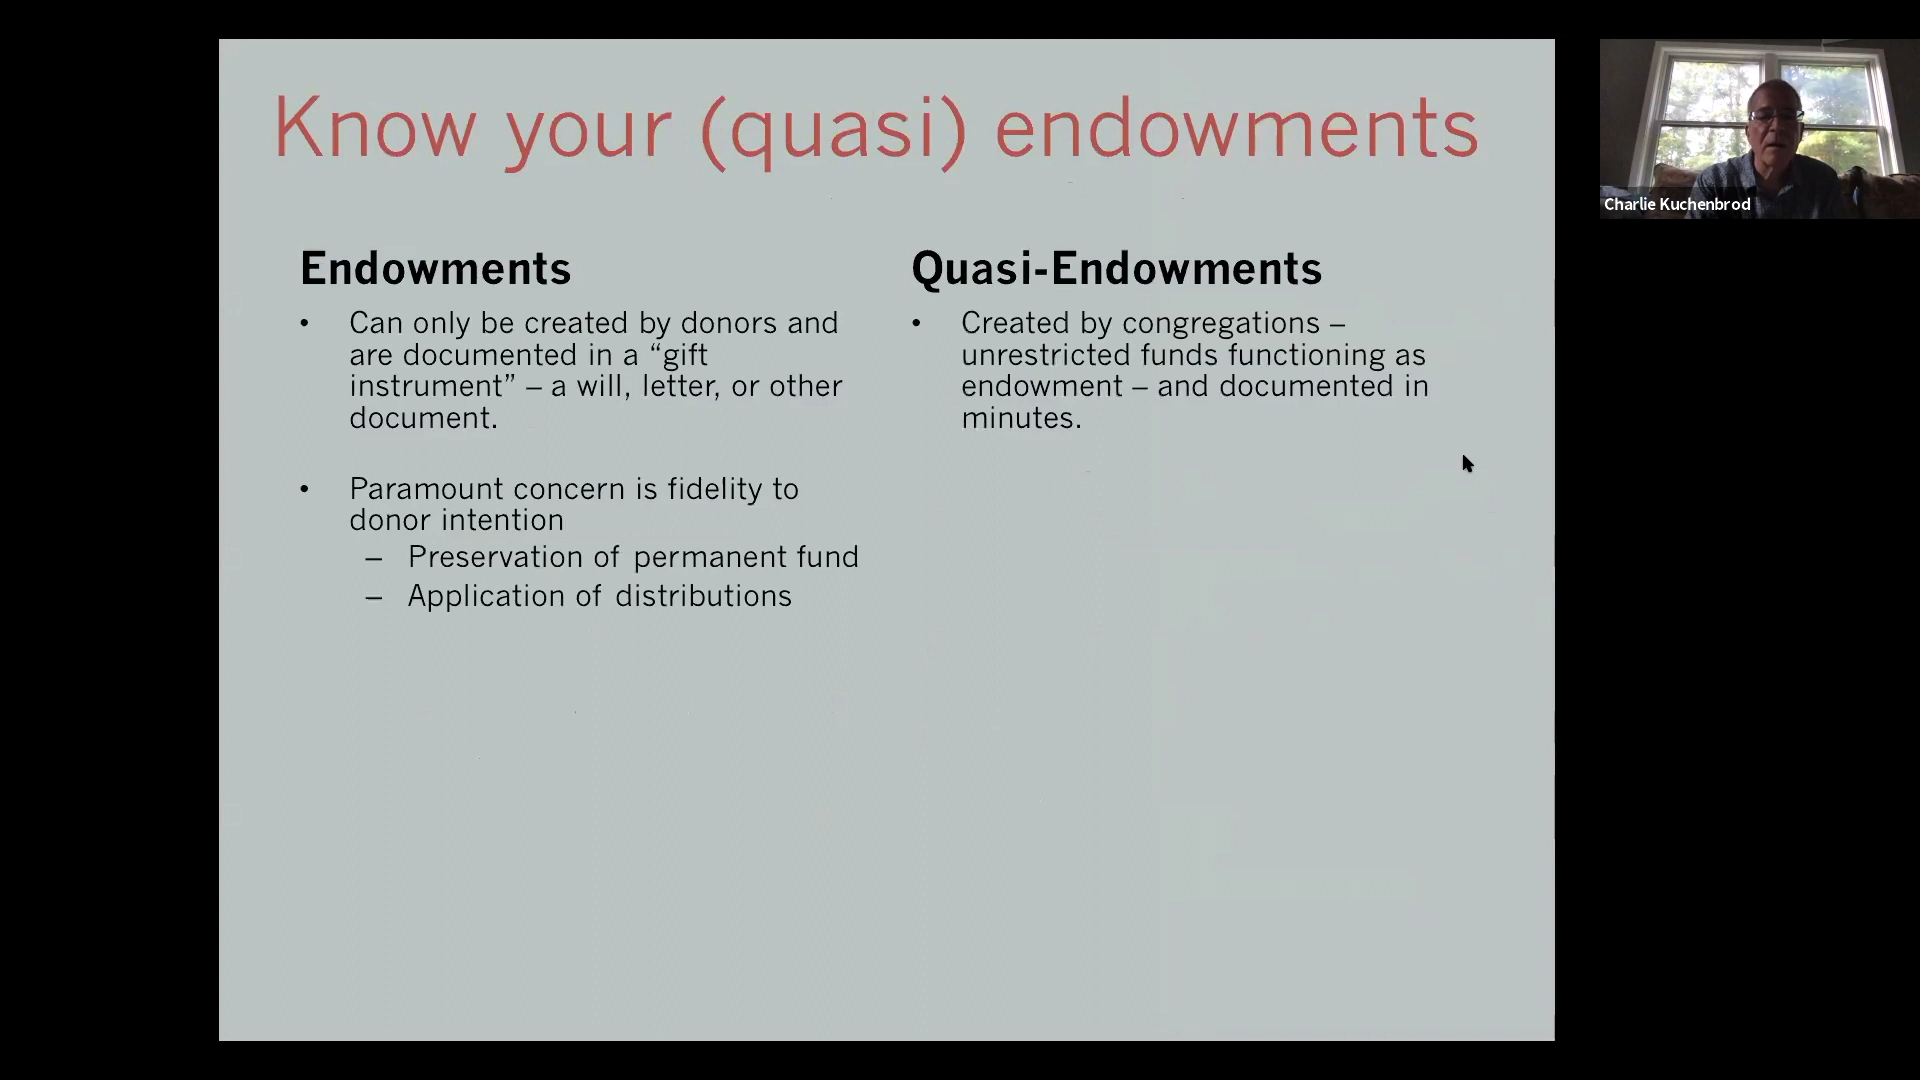 Know your (quasi) endowments
Endowments
• Can only be created by donors and
are documented in a “gift
instrument” – a will, letter, or other
document.
• Paramount concern is fidelity to
donor intention
– Preservation of permanent fund
– Application of distributions
Quasi-Endowments
• Created by congregations –
unrestricted funds functioning as
endowment – and documented in
minutes.
Charlie Kuchenbrod